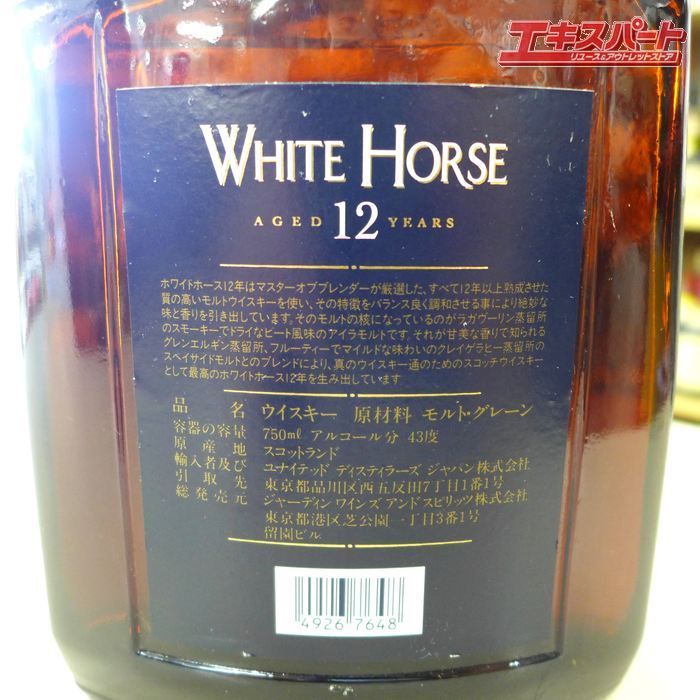 エキスパート
リユース&アウトレットストア
WHITE HORSE
AGED 12 YEARS
ホワイトホース12年はマスターオブブレンダーが厳選した、すべて12年以上熟成させた
質の高いモルトウイスキーを使い、その特徴をバランス良く調和させる事により絶妙な
味と香りを引き出しています。そのモルトの核になっているのがラガヴーリン蒸留所
のスモーキーでドライなピート風味のアイラモルトです。それが甘美な香りで知られる
グレンエルギン蒸留所、フルーティーでマイルドな味わいのクレイゲラヒー蒸留所の
スペイサイドモルトとのブレンドにより、真のウイスキー通のためのスコッチウイスキー
として最高のホワイトホース12年を生み出しています
品名 ウイスキー 原材料 モルト・グレーン
容器の容量 750ml アルコール分 43度
原産地 スコットランド
輸入者及び ユナイテッド ディスティラーズ ジャパン株式会社
引取先 東京都品川区西五反田7丁目1番1号
総発売元 ジャーディン ワインズ アンド スピリッツ株式会社
東京都港区芝公園一丁目3番1号
留園ビル
4926 7648